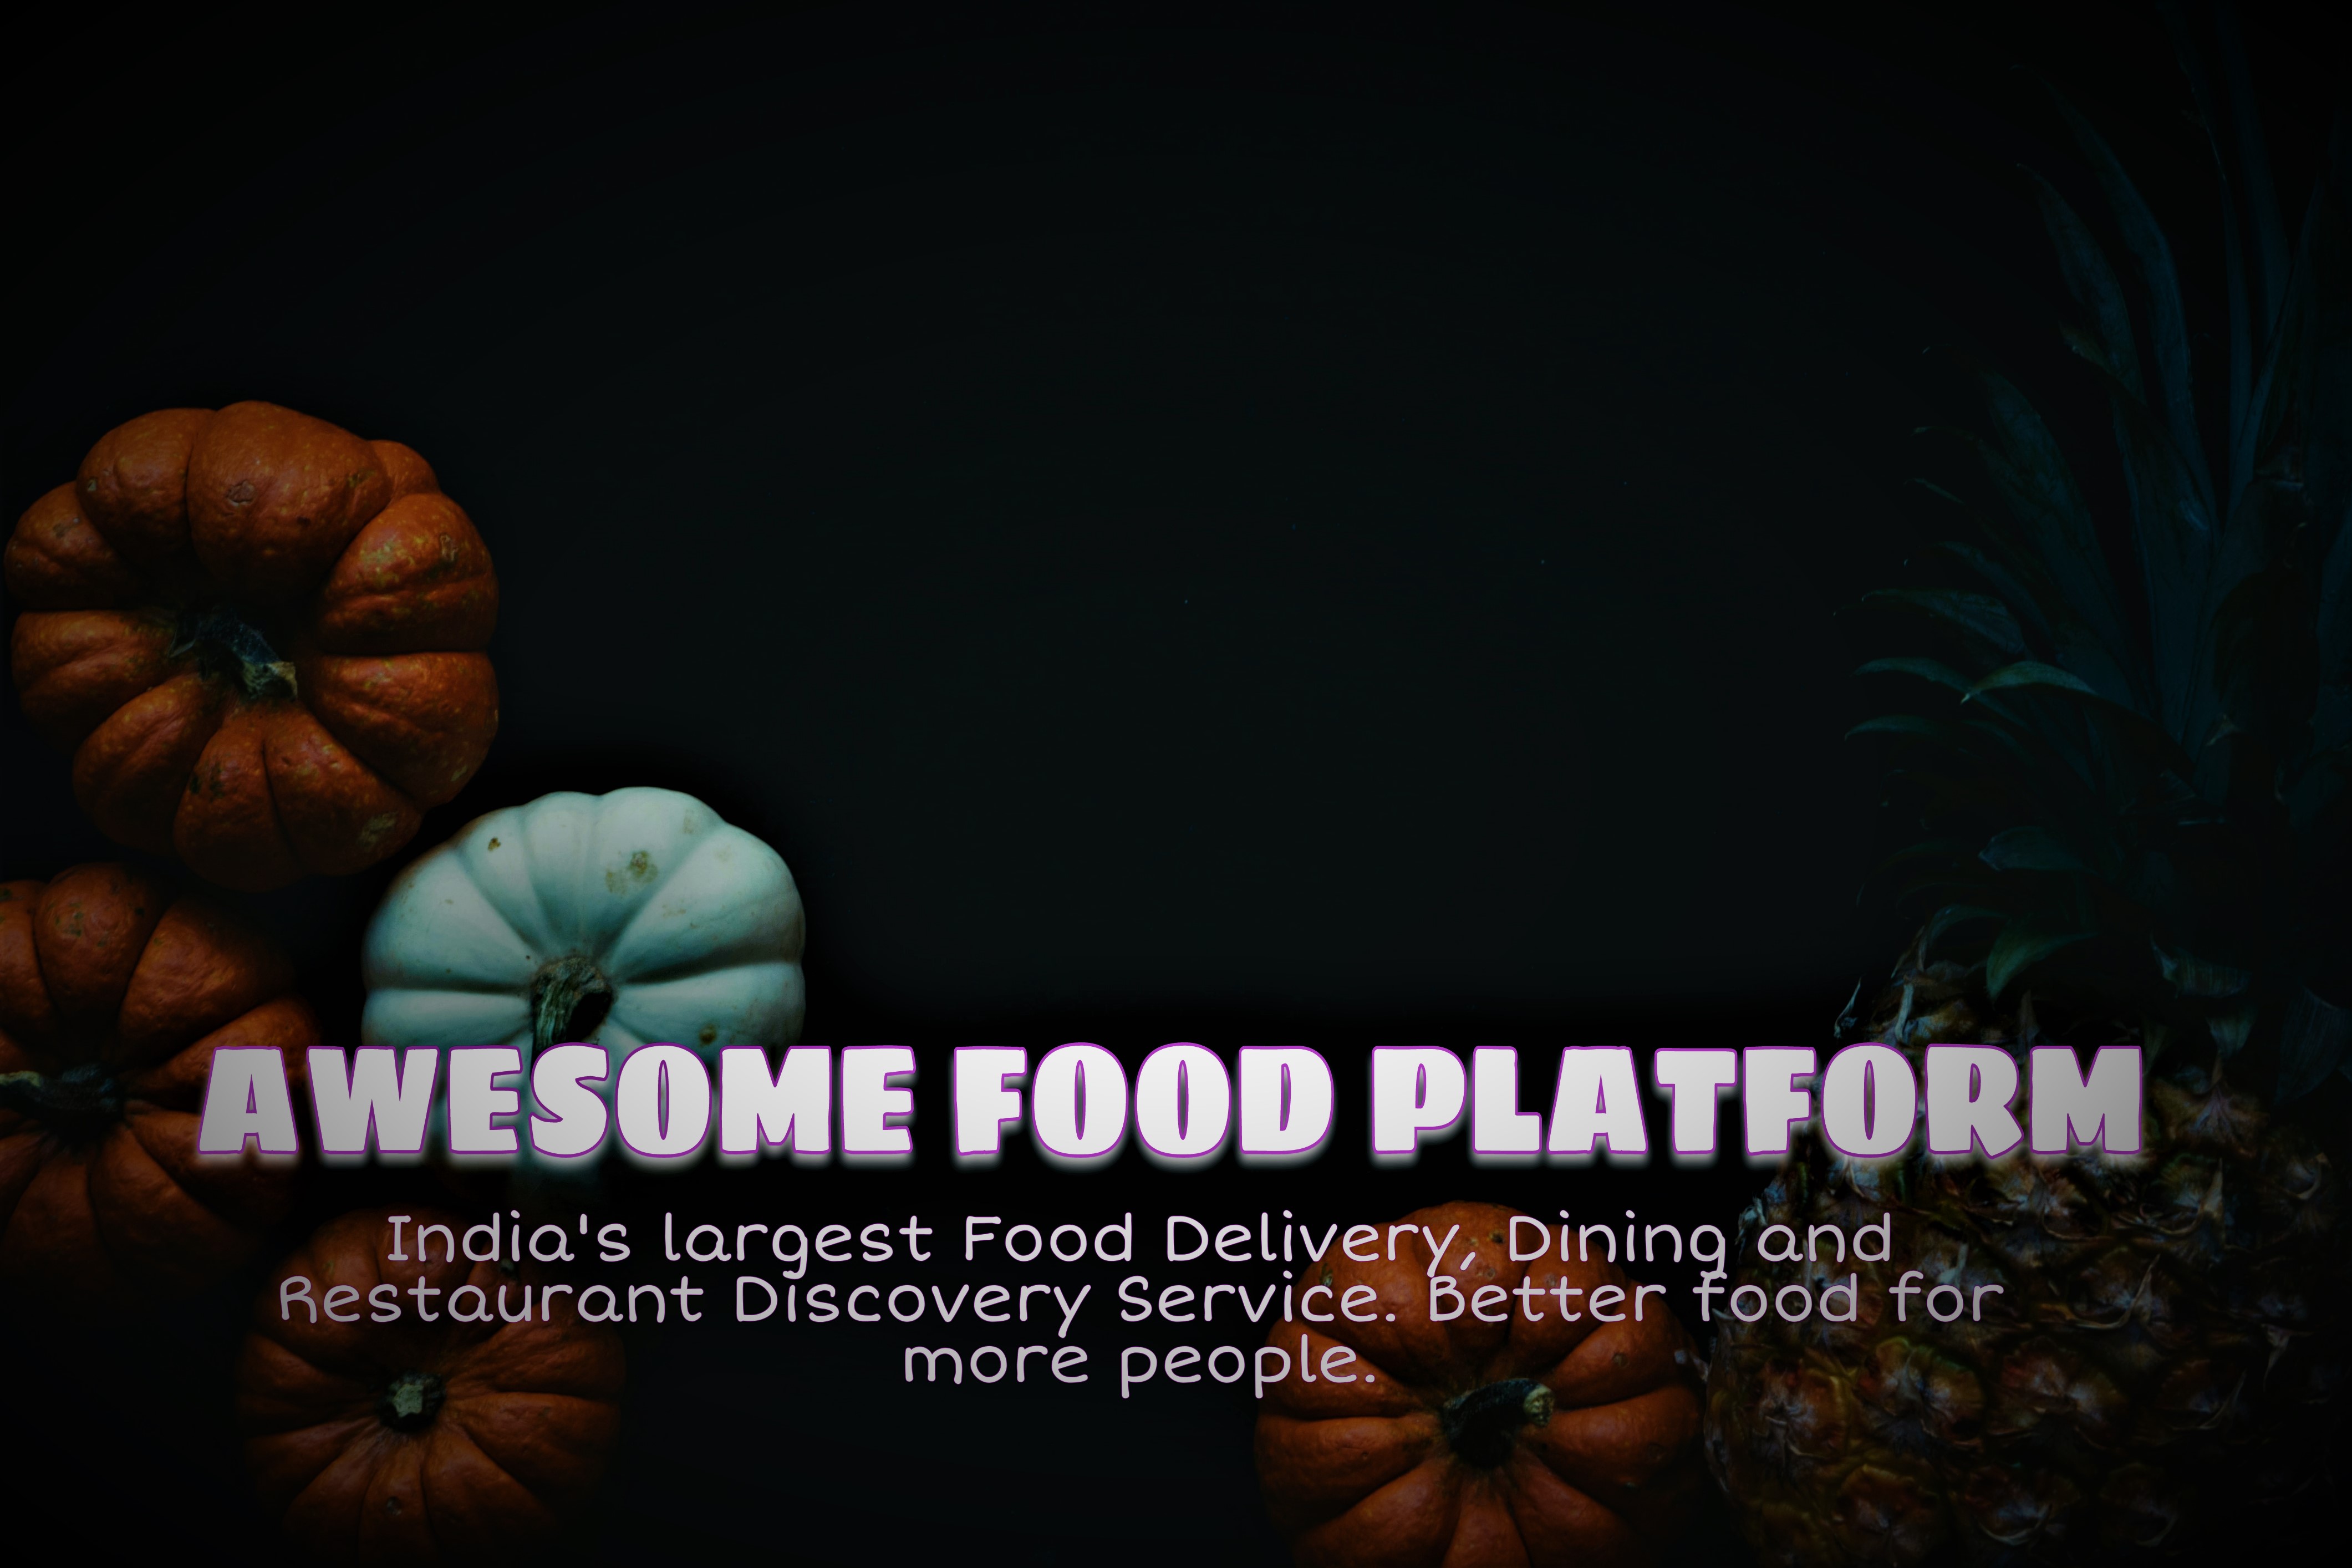 AWESOME FOOD PLATFORM
India's largest Food Delivery, Dining and
Restaurant Discovery Service. Better food for
more people.